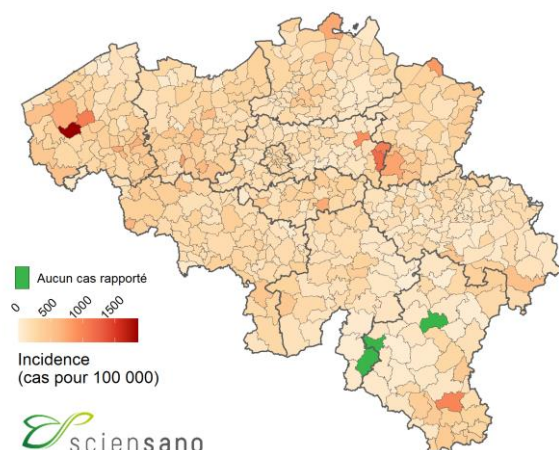 Aucun cas rapporté
0 500 1000 1500
Incidence
(cas pour 100 000)
sciensano